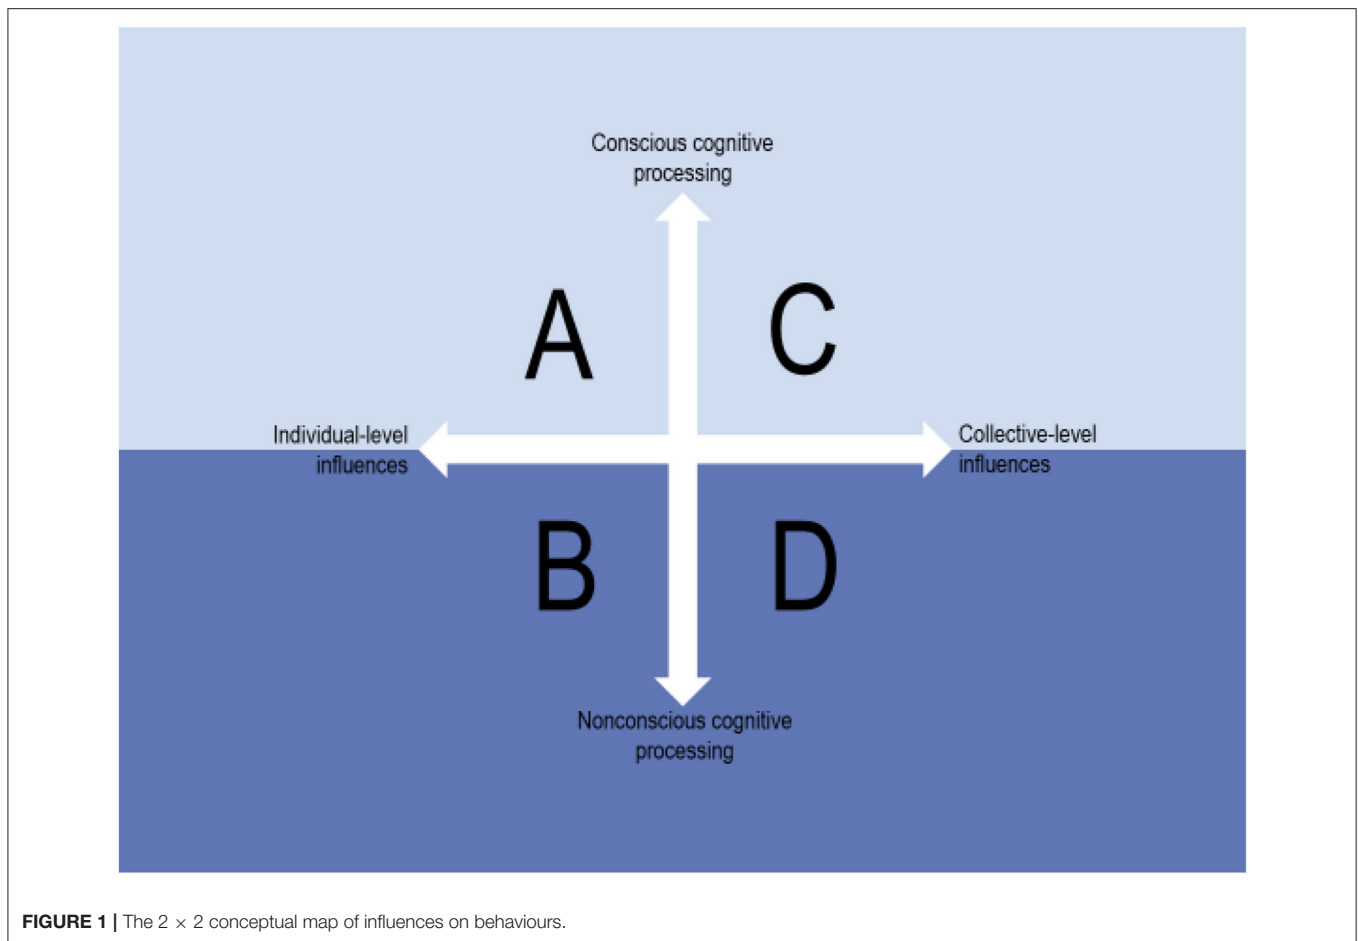 Conscious cognitive
processing
A
C
Individual-level
influences
Collective-level
influences
B
D
Nonconscious cognitive
processing
FIGURE 1 | The 2 × 2 conceptual map of influences on behaviours.